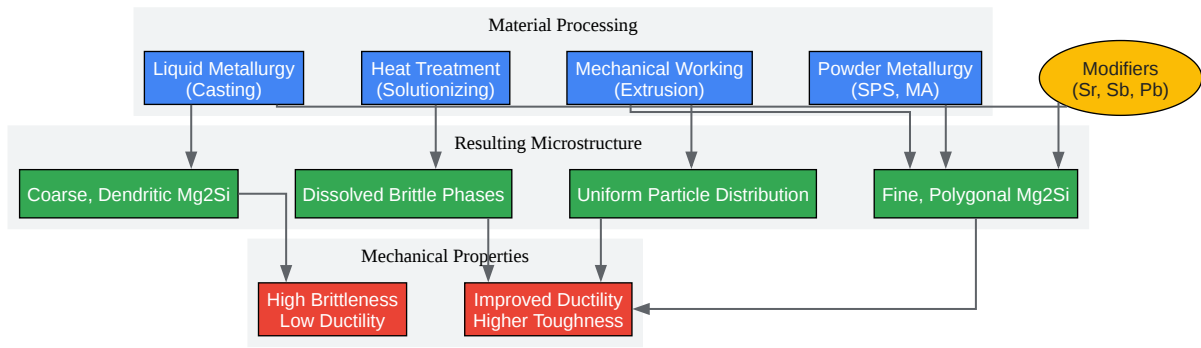 Material Processing
Liquid Metallurgy
(Casting)
Heat Treatment
(Solutionizing)
Mechanical Working
(Extrusion)
Powder Metallurgy
(SPS, MA)
Modifiers
(Sr, Sb, Pb)
Resulting Microstructure
Coarse, Dendritic Mg2Si
Dissolved Brittle Phases
Uniform Particle Distribution
Fine, Polygonal Mg2Si
Mechanical Properties
High Brittleness
Low Ductility
Improved Ductility
Higher Toughness